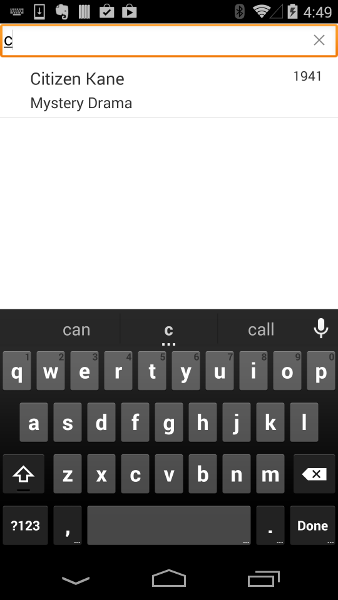 4:49
c
Citizen Kane 1941
Mystery Drama
can c call
1 2 3 4 5 6 7 8 9 0
q w e r t y u i o p
a s d f g h j k l
z x c v b n m
?123 , . Done